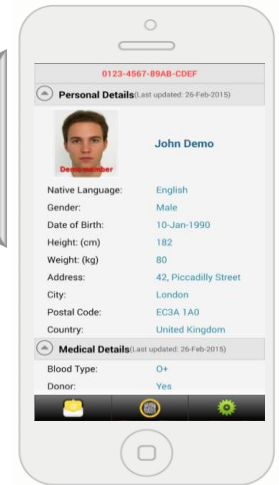 0123-4567-89AB-CDEF
Personal Details(Last updated: 26-Feb-2015)
John Demo
Demo member
Native Language: English
Gender: Male
Date of Birth: 10-Jan-1990
Height: (cm) 182
Weight: (kg) 80
Address: 42, Piccadilly Street
City: London
Postal Code: EC3A 1A0
Country: United Kingdom
Medical Details(Last updated: 26-Feb-2015)
Blood Type: O+
Donor: Yes